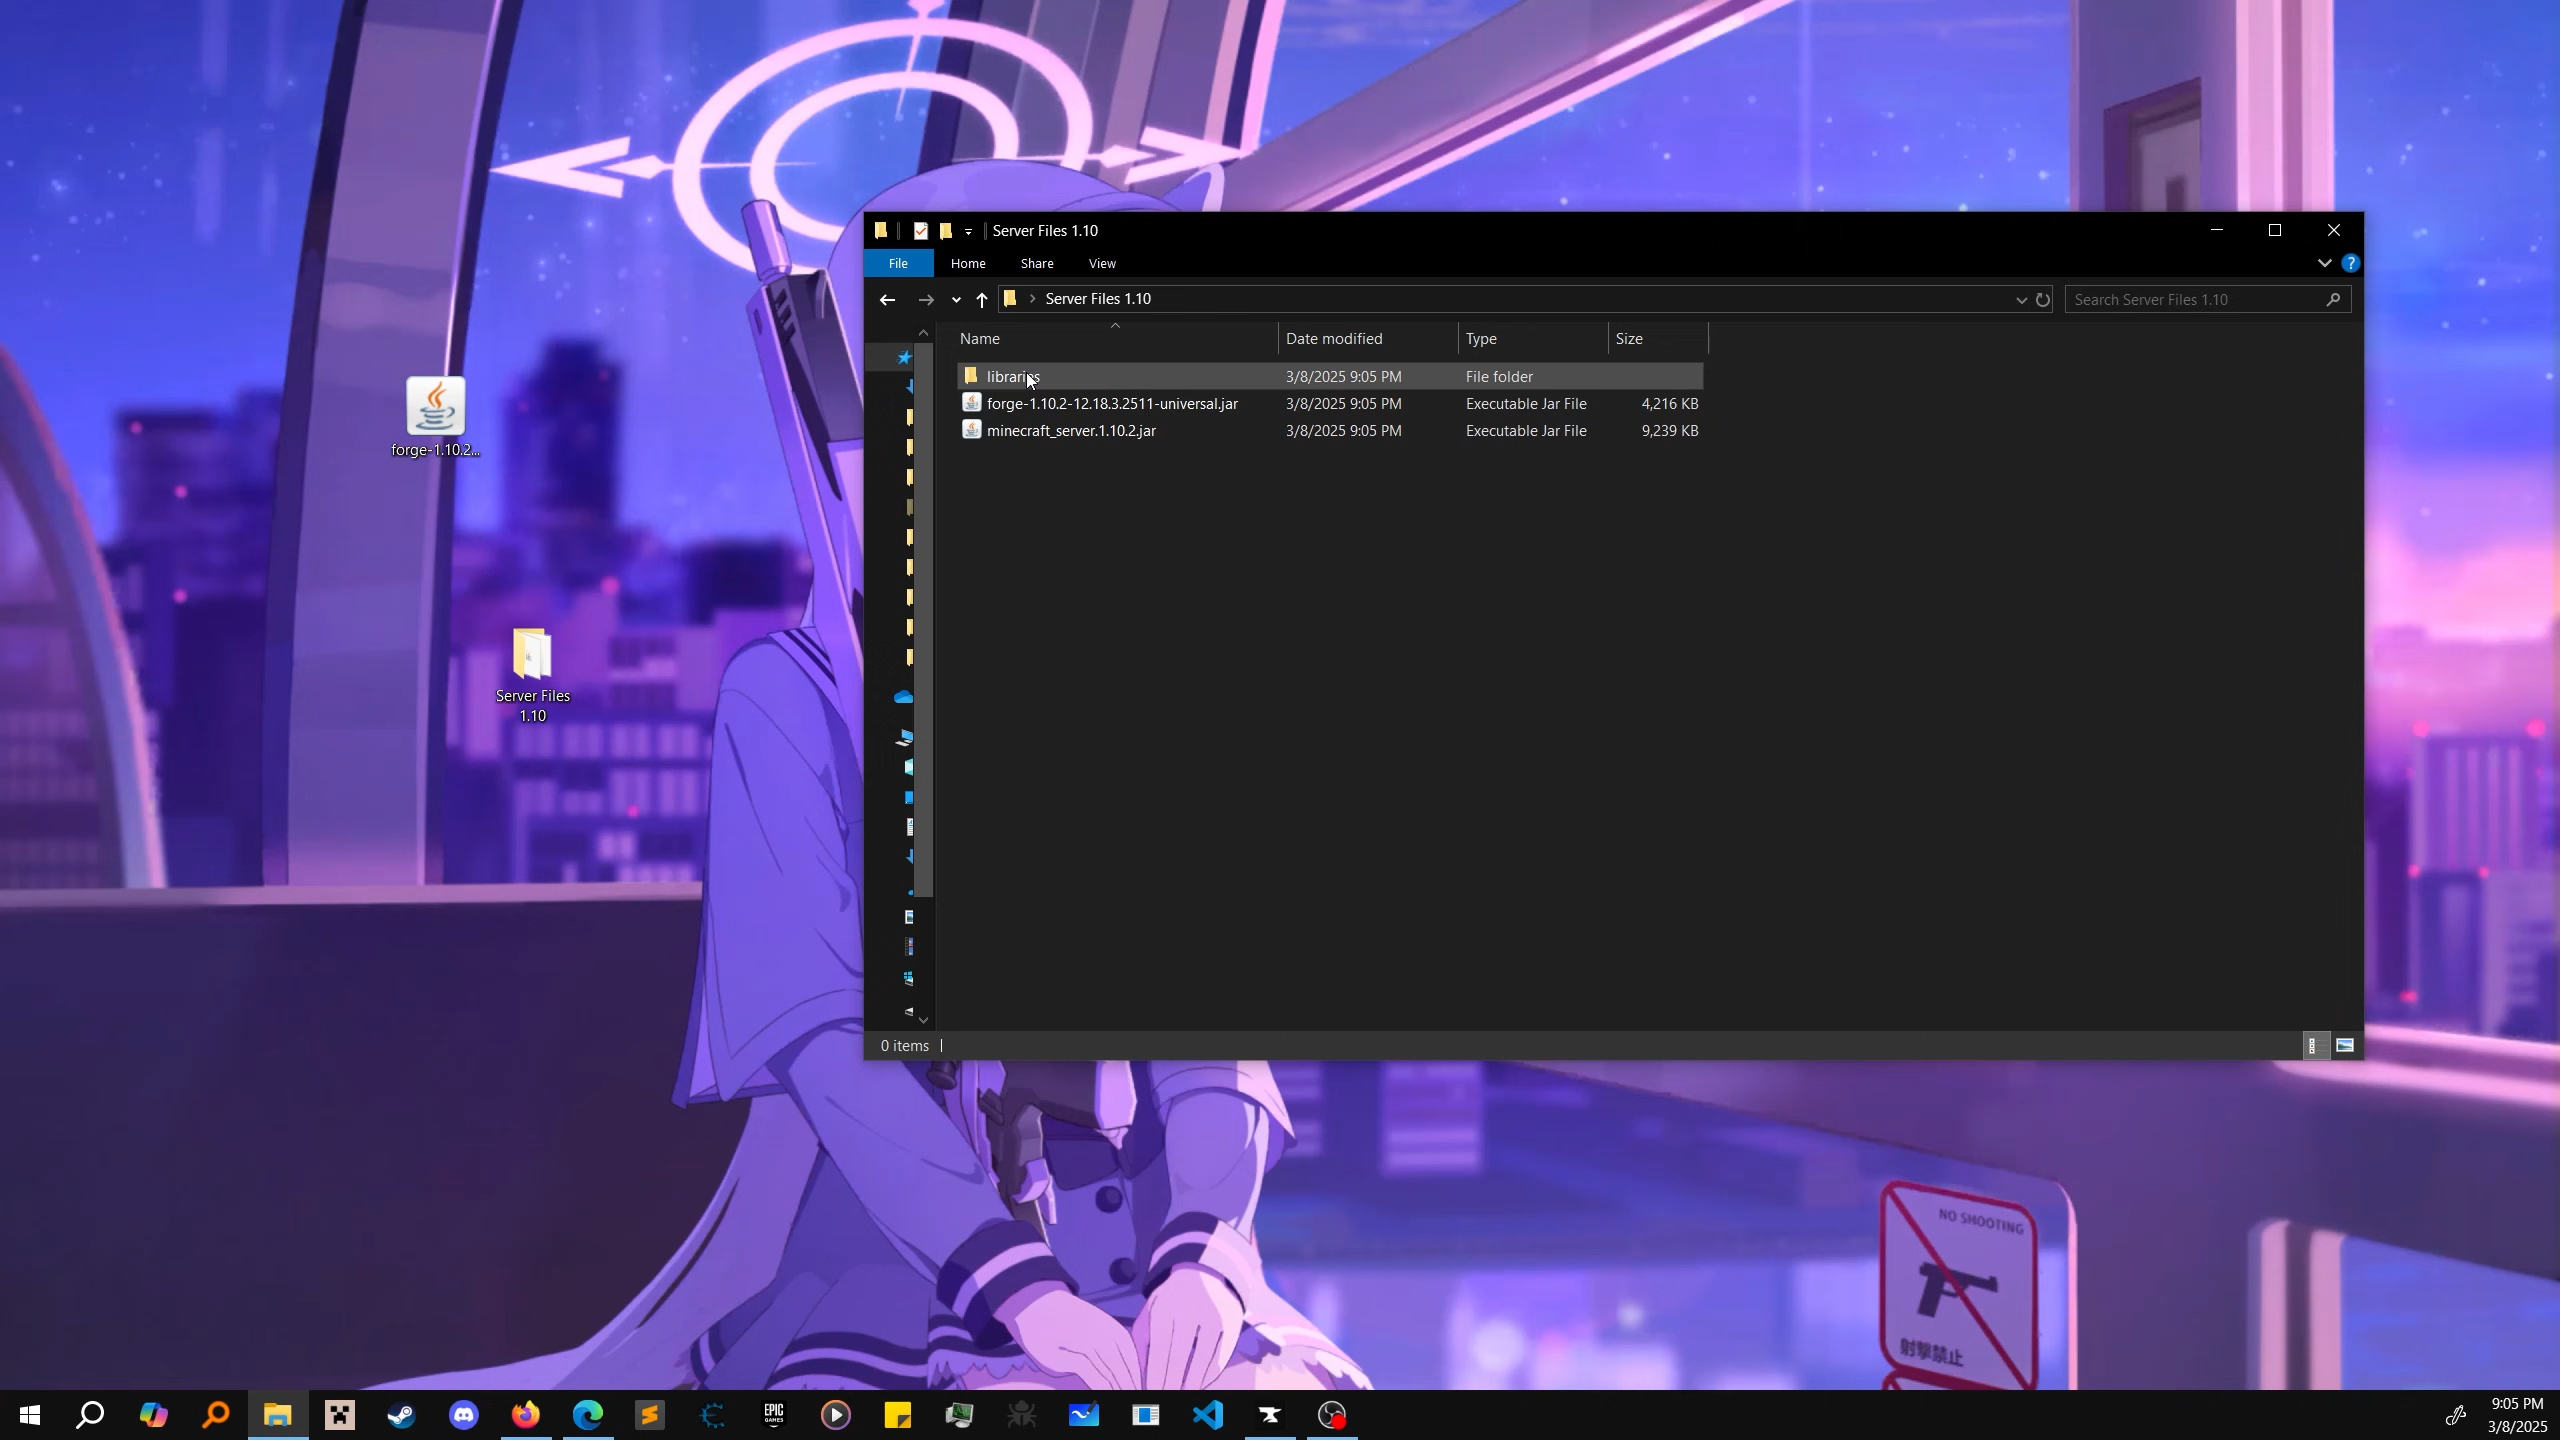 Server Files 1.10
File
Home
Share
View
Server Files 1.10
Search Server Files 1.10
Name
Date modified
Type
Size
libraries
3/8/2025 9:05 PM
File folder
forge-1.10.2-12.18.3.2511-universal.jar
3/8/2025 9:05 PM
Executable Jar File
4,216 KB
minecraft_server.1.10.2.jar
3/8/2025 9:05 PM
Executable Jar File
9,239 KB
forge-1.10.2...
Server Files
1.10
0 items
NO SHOOTING
射撃禁止
EPIC
GAMES
9:05 PM
3/8/2025